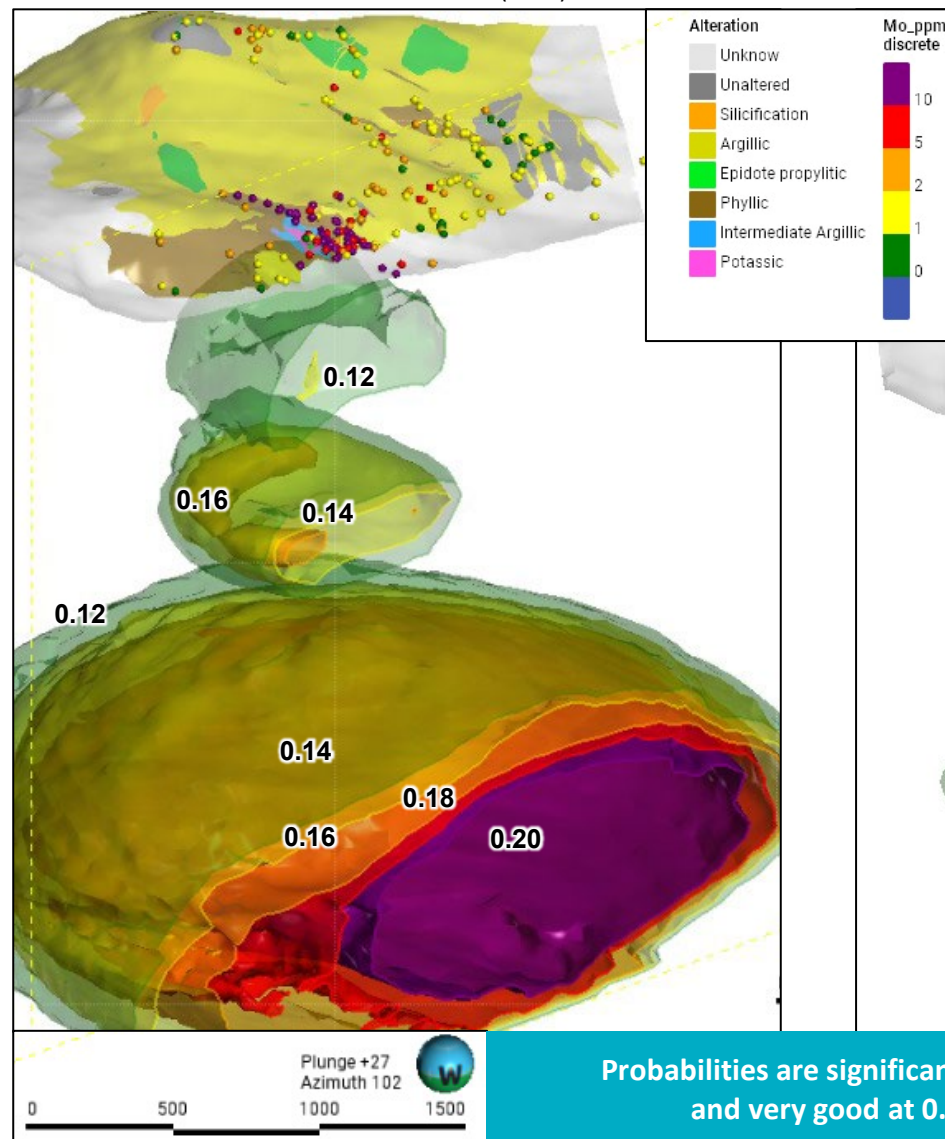 Alteration
Unknow
Unaltered
Silicification
Argillic
Epidote propylitic
Phyllic
Intermediate Argillic
Potassic
Mo_ppm
discrete
10
5
2
1
0
0.12
0.16
0.14
0.12
0.14
0.18
0.16
0.20
Plunge +27
Azimuth 102
W
0 500 1000 1500
Probabilities are significan
and very good at 0.